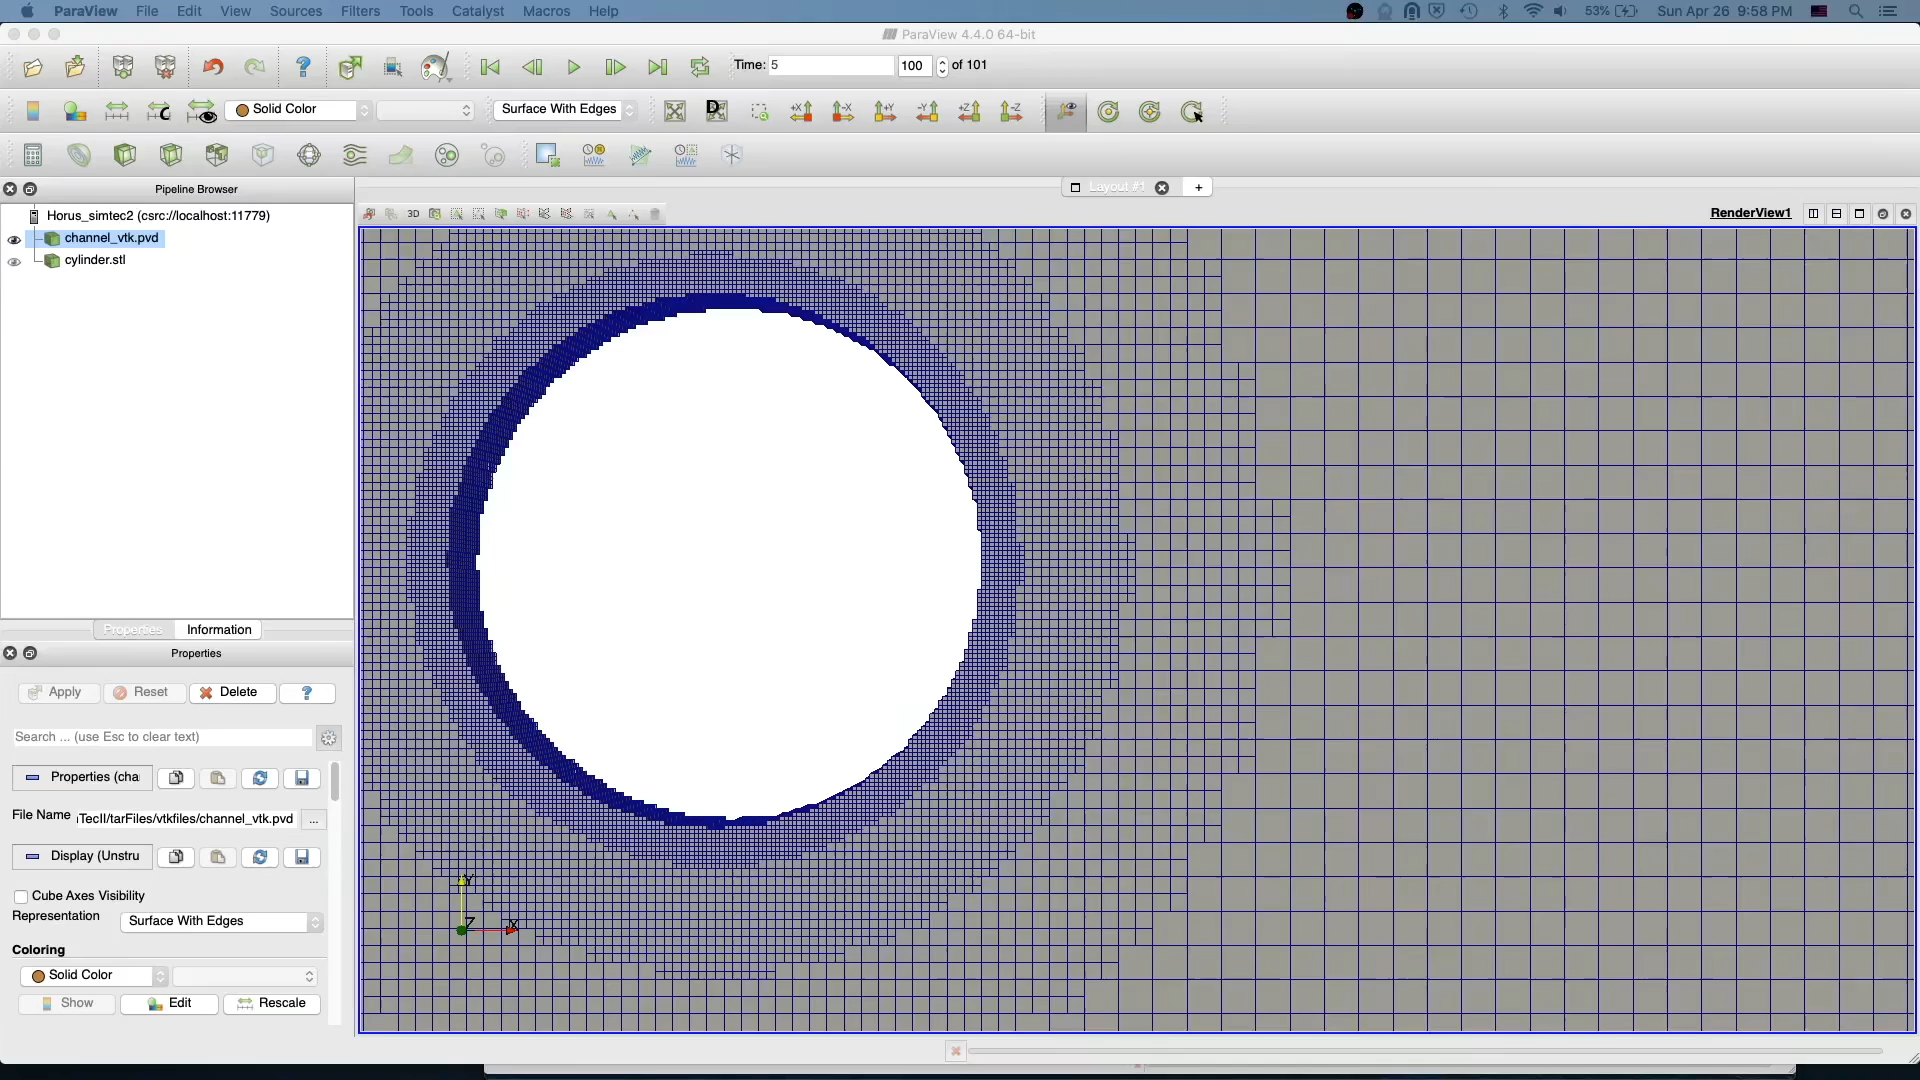 ParaView File Edit View Sources Filters Tools Catalyst Macros Help 53% Sun Apr 26 9:58 PM
ParaView 4.4.0 64-bit
Time: 5 100 of 101
C Solid Color Surface With Edges D +X -X +Y -Y +Z -Z
Pipeline Browser Layout #1 +
Horus_simtec2 (csrc://localhost:11779) 3D RenderView1
channel_vtk.pvd
cylinder.stl
Properties Information
Properties
Apply Reset Delete ?
Search ... (use Esc to clear text)
Properties (cha
File Name TecII/tarFiles/vtkfiles/channel_vtk.pvd ...
Display (Unstru
Cube Axes Visibility
Representation Surface With Edges
Coloring
Solid Color
Show Edit Rescale
Y
Z X